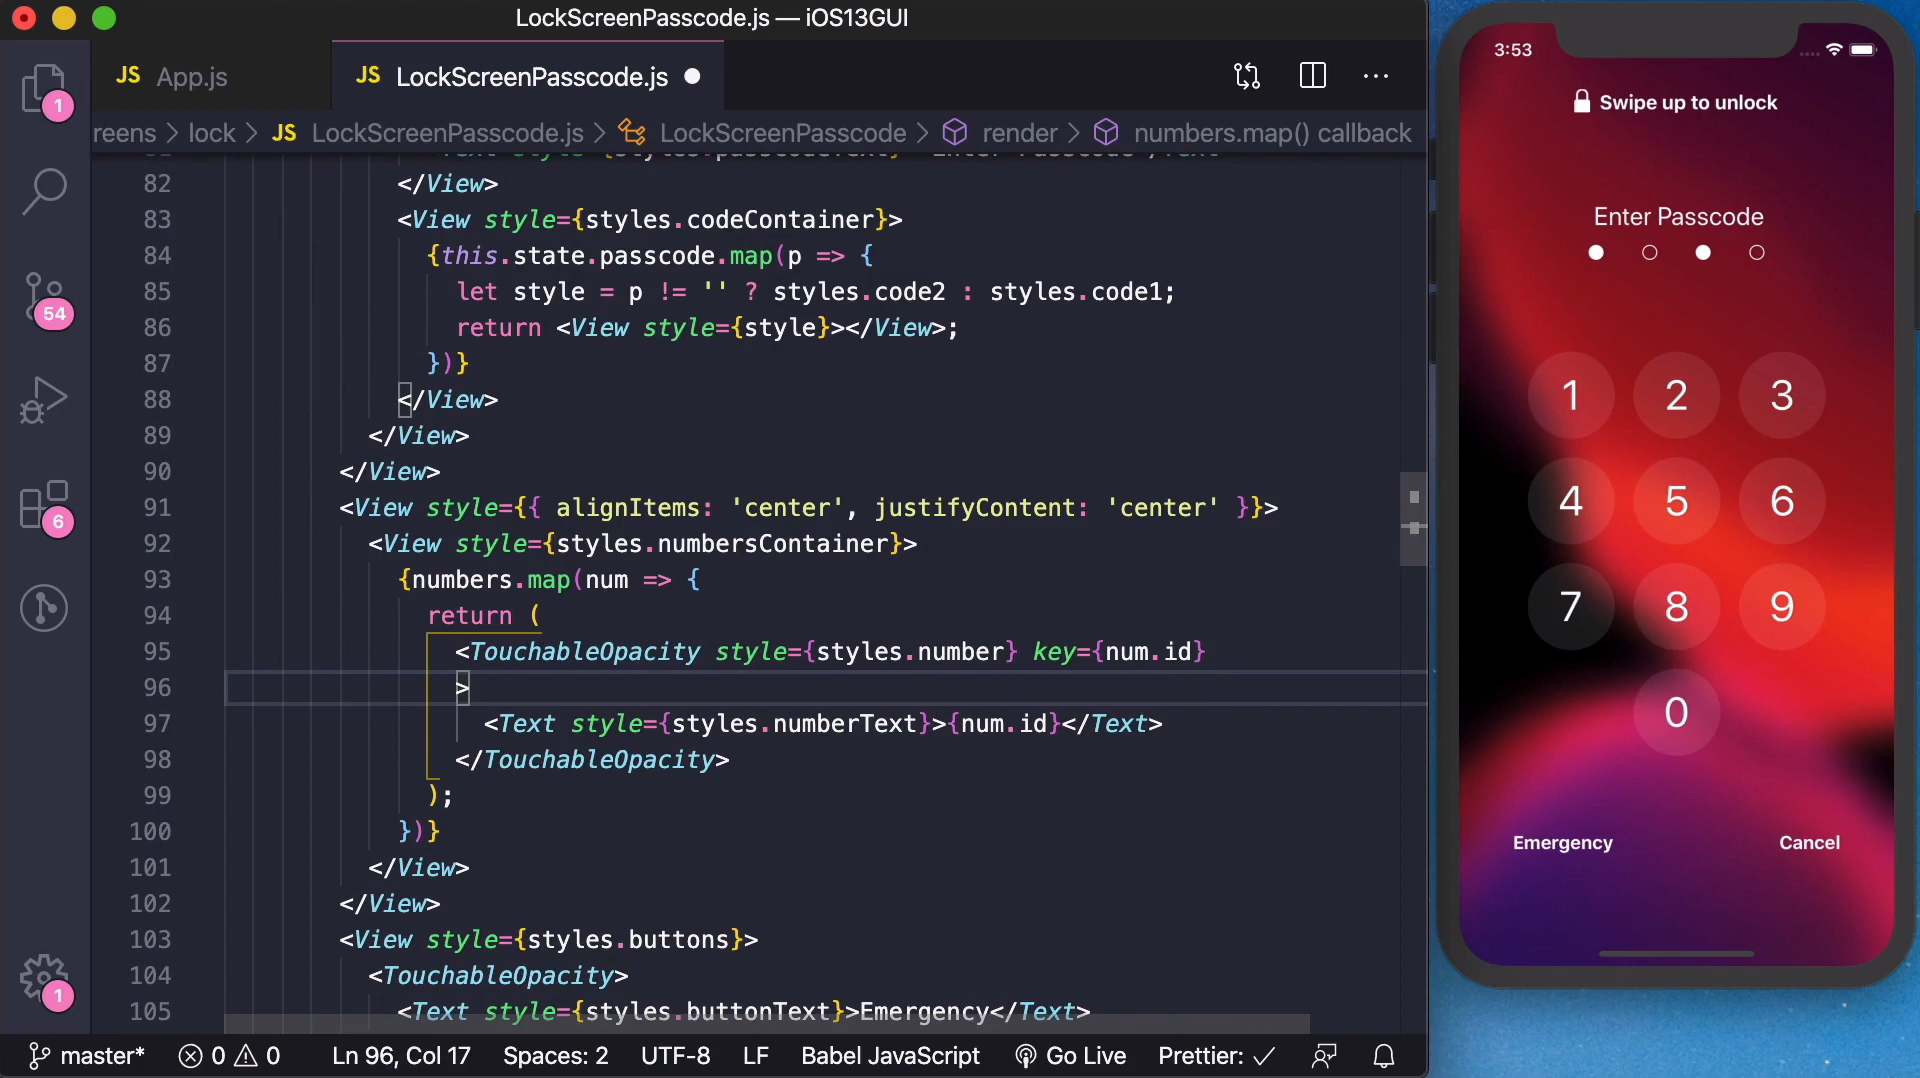 LockScreenPasscode.js — iOS13GUI
JS App.js
JS LockScreenPasscode.js
reens > lock > JS LockScreenPasscode.js > LockScreenPasscode > render > numbers.map() callback
82 </View>
83 <View style={styles.codeContainer}>
84 {this.state.passcode.map(p => {
85 let style = p != '' ? styles.code2 : styles.code1;
86 return <View style={style}></View>;
87 })}
88 </View>
89 </View>
90 </View>
91 <View style={{ alignItems: 'center', justifyContent: 'center' }}>
92 <View style={styles.numbersContainer}>
93 {numbers.map(num => {
94 return (
95 <TouchableOpacity style={styles.number} key={num.id}
96 >
97 <Text style={styles.numberText}>{num.id}</Text>
98 </TouchableOpacity>
99 );
100 })}
101 </View>
102 </View>
103 <View style={styles.buttons}>
104 <TouchableOpacity>
105 <Text style={styles.buttonText}>Emergency</Text>
1
54
6
1
master* 0 0 Ln 96, Col 17 Spaces: 2 UTF-8 LF Babel JavaScript Go Live Prettier: ✓
3:53
Swipe up to unlock
Enter Passcode
1 2 3
4 5 6
7 8 9
0
Emergency Cancel